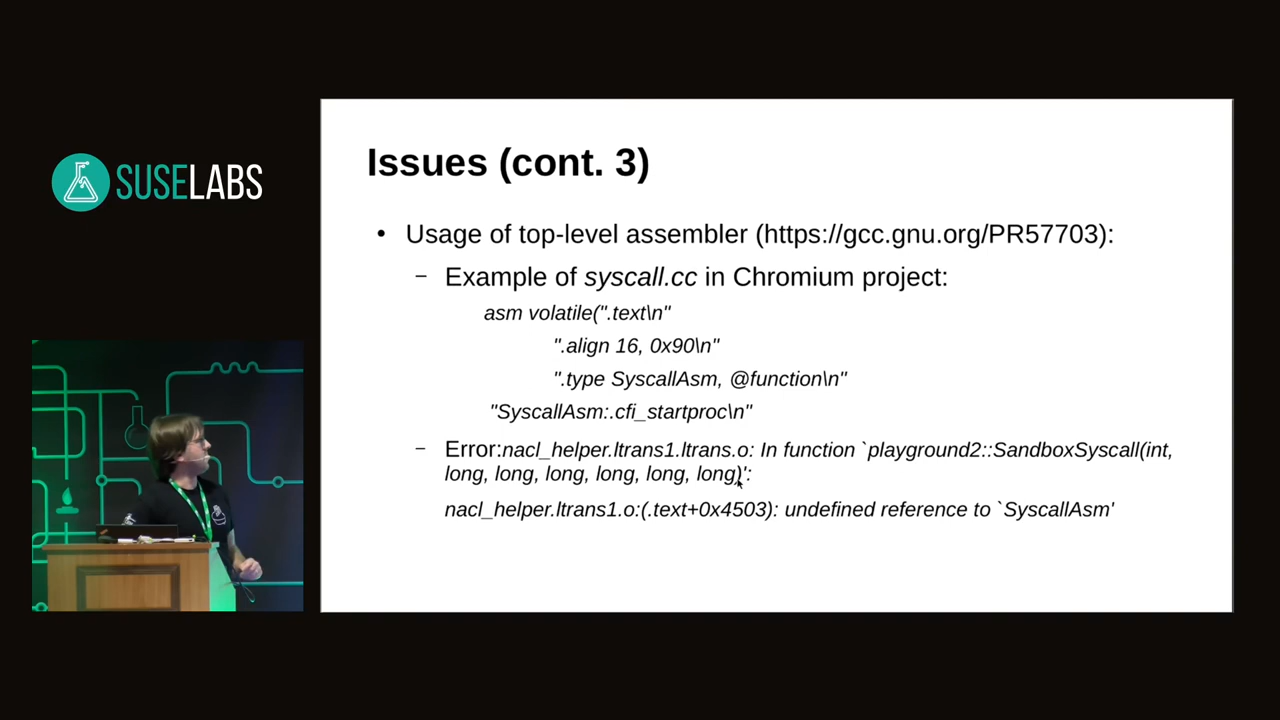 SUSELABS
Issues (cont. 3)
• Usage of top-level assembler (https://gcc.gnu.org/PR57703):
– Example of syscall.cc in Chromium project:
asm volatile(".text\n"
".align 16, 0x90\n"
".type SyscallAsm, @function\n"
"SyscallAsm:.cfi_startproc\n"
– Error:nacl_helper.ltrans1.ltrans.o: In function `playground2::SandboxSyscall(int,
long, long, long, long, long, long)':
nacl_helper.ltrans1.o:(.text+0x4503): undefined reference to `SyscallAsm'